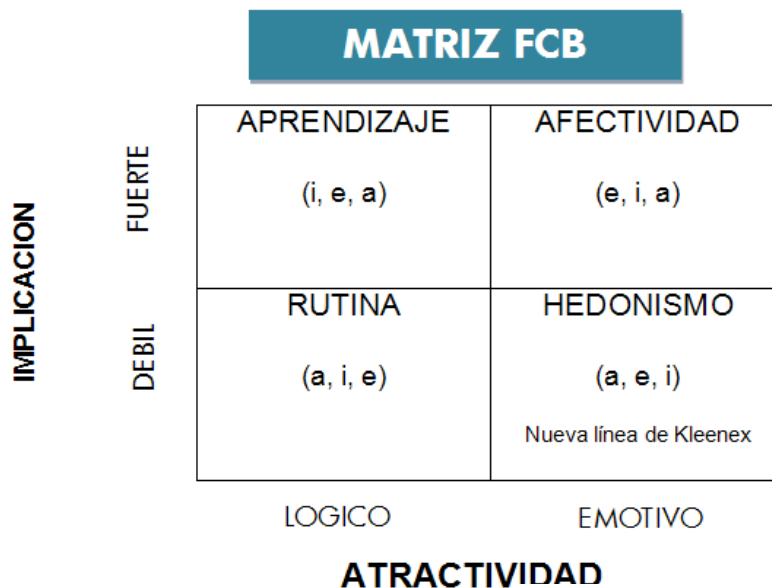 MATRIZ FCB
APRENDIZAJE
AFECTIVIDAD
(i, e, a)
(e, i, a)
FUERTE
IMPLICACION
RUTINA
HEDONISMO
(a, i, e)
(a, e, i)
Nueva línea de Kleenex
DEBIL
LOGICO
EMOTIVO
ATRACTIVIDAD